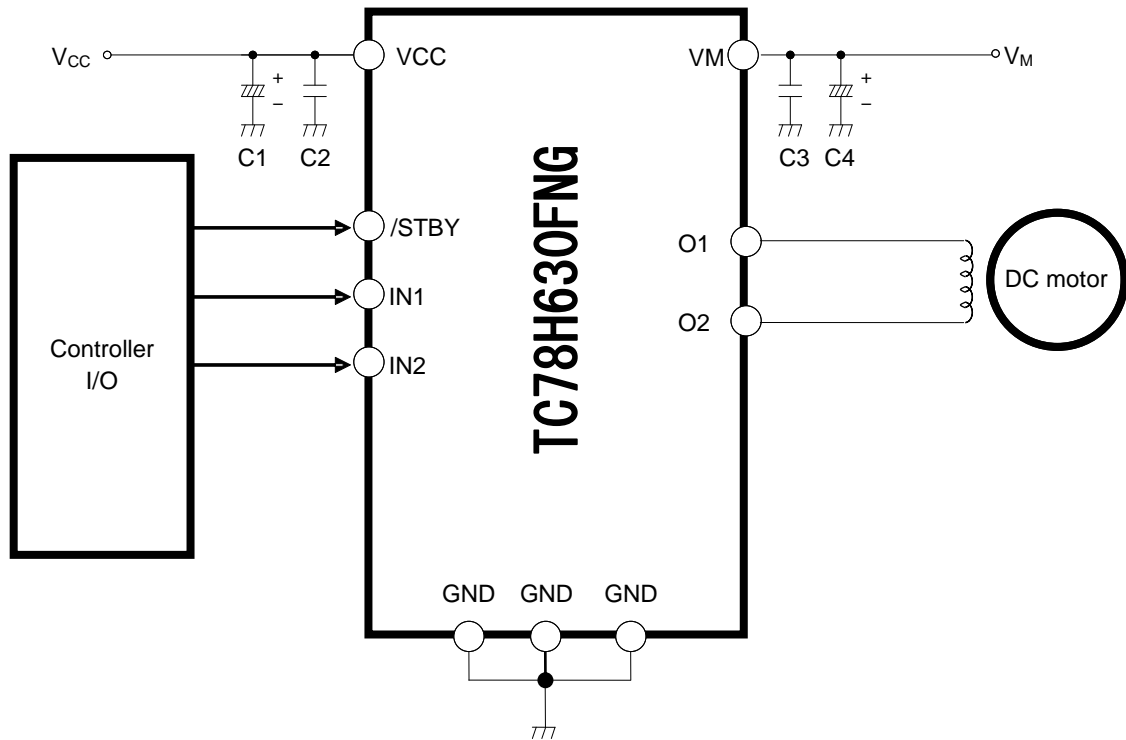 VCC
VCC
VM
VM
+
−
+
−
C1
C2
C3
C4
TC78H630FNG
/STBY
O1
DC motor
IN1
O2
Controller
I/O
IN2
GND
GND
GND